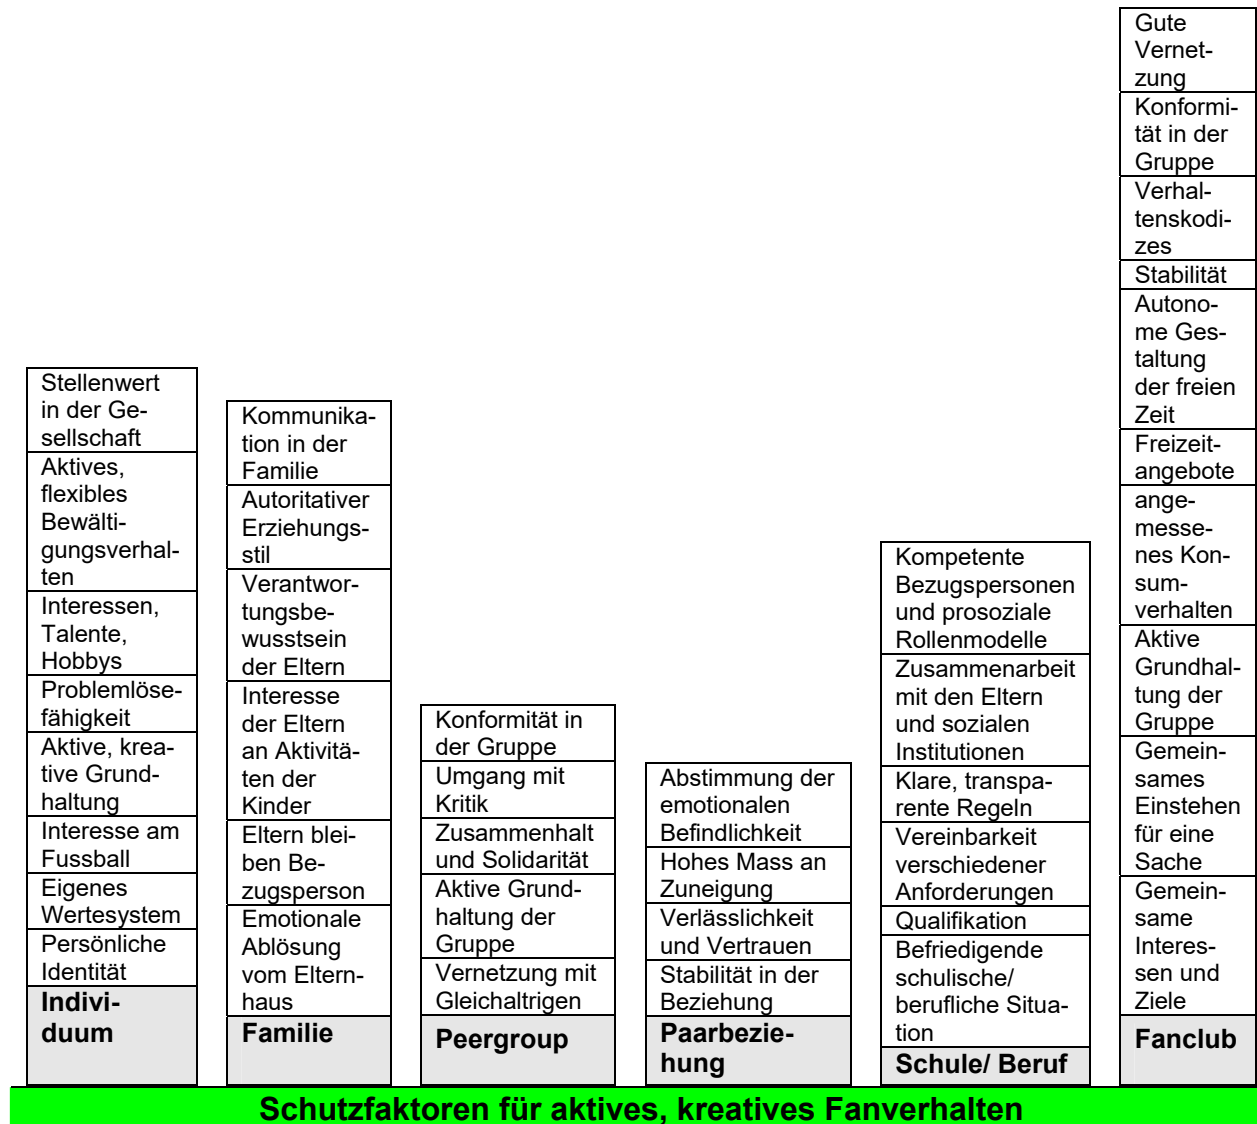 Stellenwert
in der Ge-
sellschaft
Aktives,
flexibles
Bewälti-
gungsverhal-
ten
Interessen,
Talente,
Hobbys
Problemlöse-
fähigkeit
Aktive, krea-
tive Grund-
haltung
Interesse am
Fussball
Eigenes
Wertesystem
Persönliche
Identität
Indivi-
duum
Kommunika-
tion in der
Familie
Autoritativer
Erziehungs-
stil
Verantwor-
tungsbe-
wusstsein
der Eltern
Interesse
der Eltern
an Aktivitä-
ten der
Kinder
Eltern blei-
ben Be-
zugsperson
Emotionale
Ablösung
vom Eltern-
haus
Familie
Konformität in
der Gruppe
Umgang mit
Kritik
Zusammenhalt
und Solidarität
Aktive Grund-
haltung der
Gruppe
Vernetzung mit
Gleichaltrigen
Peergroup
Abstimmung der
emotionalen
Befindlichkeit
Hohes Mass an
Zuneigung
Verlässlichkeit
und Vertrauen
Stabilität in der
Beziehung
Paarbezie-
hung
Kompetente
Bezugspersonen
und prosoziale
Rollenmodelle
Zusammenarbeit
mit den Eltern
und sozialen
Institutionen
Klare, transpa-
rente Regeln
Vereinbarkeit
verschiedener
Anforderungen
Qualifikation
Befriedigende
schulische/
berufliche Situa-
tion
Schule/ Beruf
Gute
Vernet-
zung
Konformi-
tät in der
Gruppe
Verhal-
tenskodi-
zes
Stabilität
Autono-
me Ges-
taltung
der freien
Zeit
Freizeit-
angebote
ange-
messe-
nes Kon-
sum-
verhalten
Aktive
Grundhal-
tung der
Gruppe
Gemein-
sames
Einstehen
für eine
Sache
Gemein-
same
Interes-
sen und
Ziele
Fanclub
Schutzfaktoren für aktives, kreatives Fanverhalten